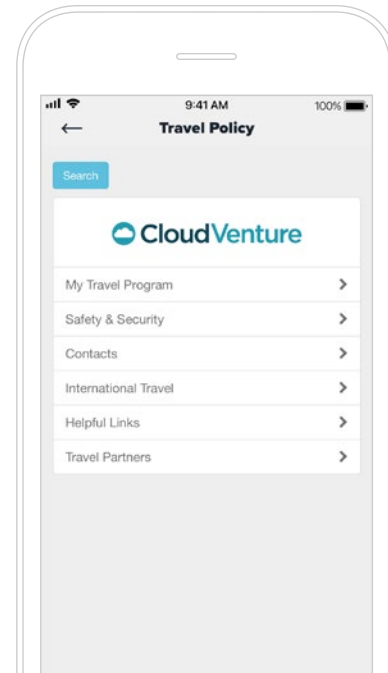 9:41 AM 100%
Travel Policy
Search
CloudVenture
My Travel Program
Safety & Security
Contacts
International Travel
Helpful Links
Travel Partners